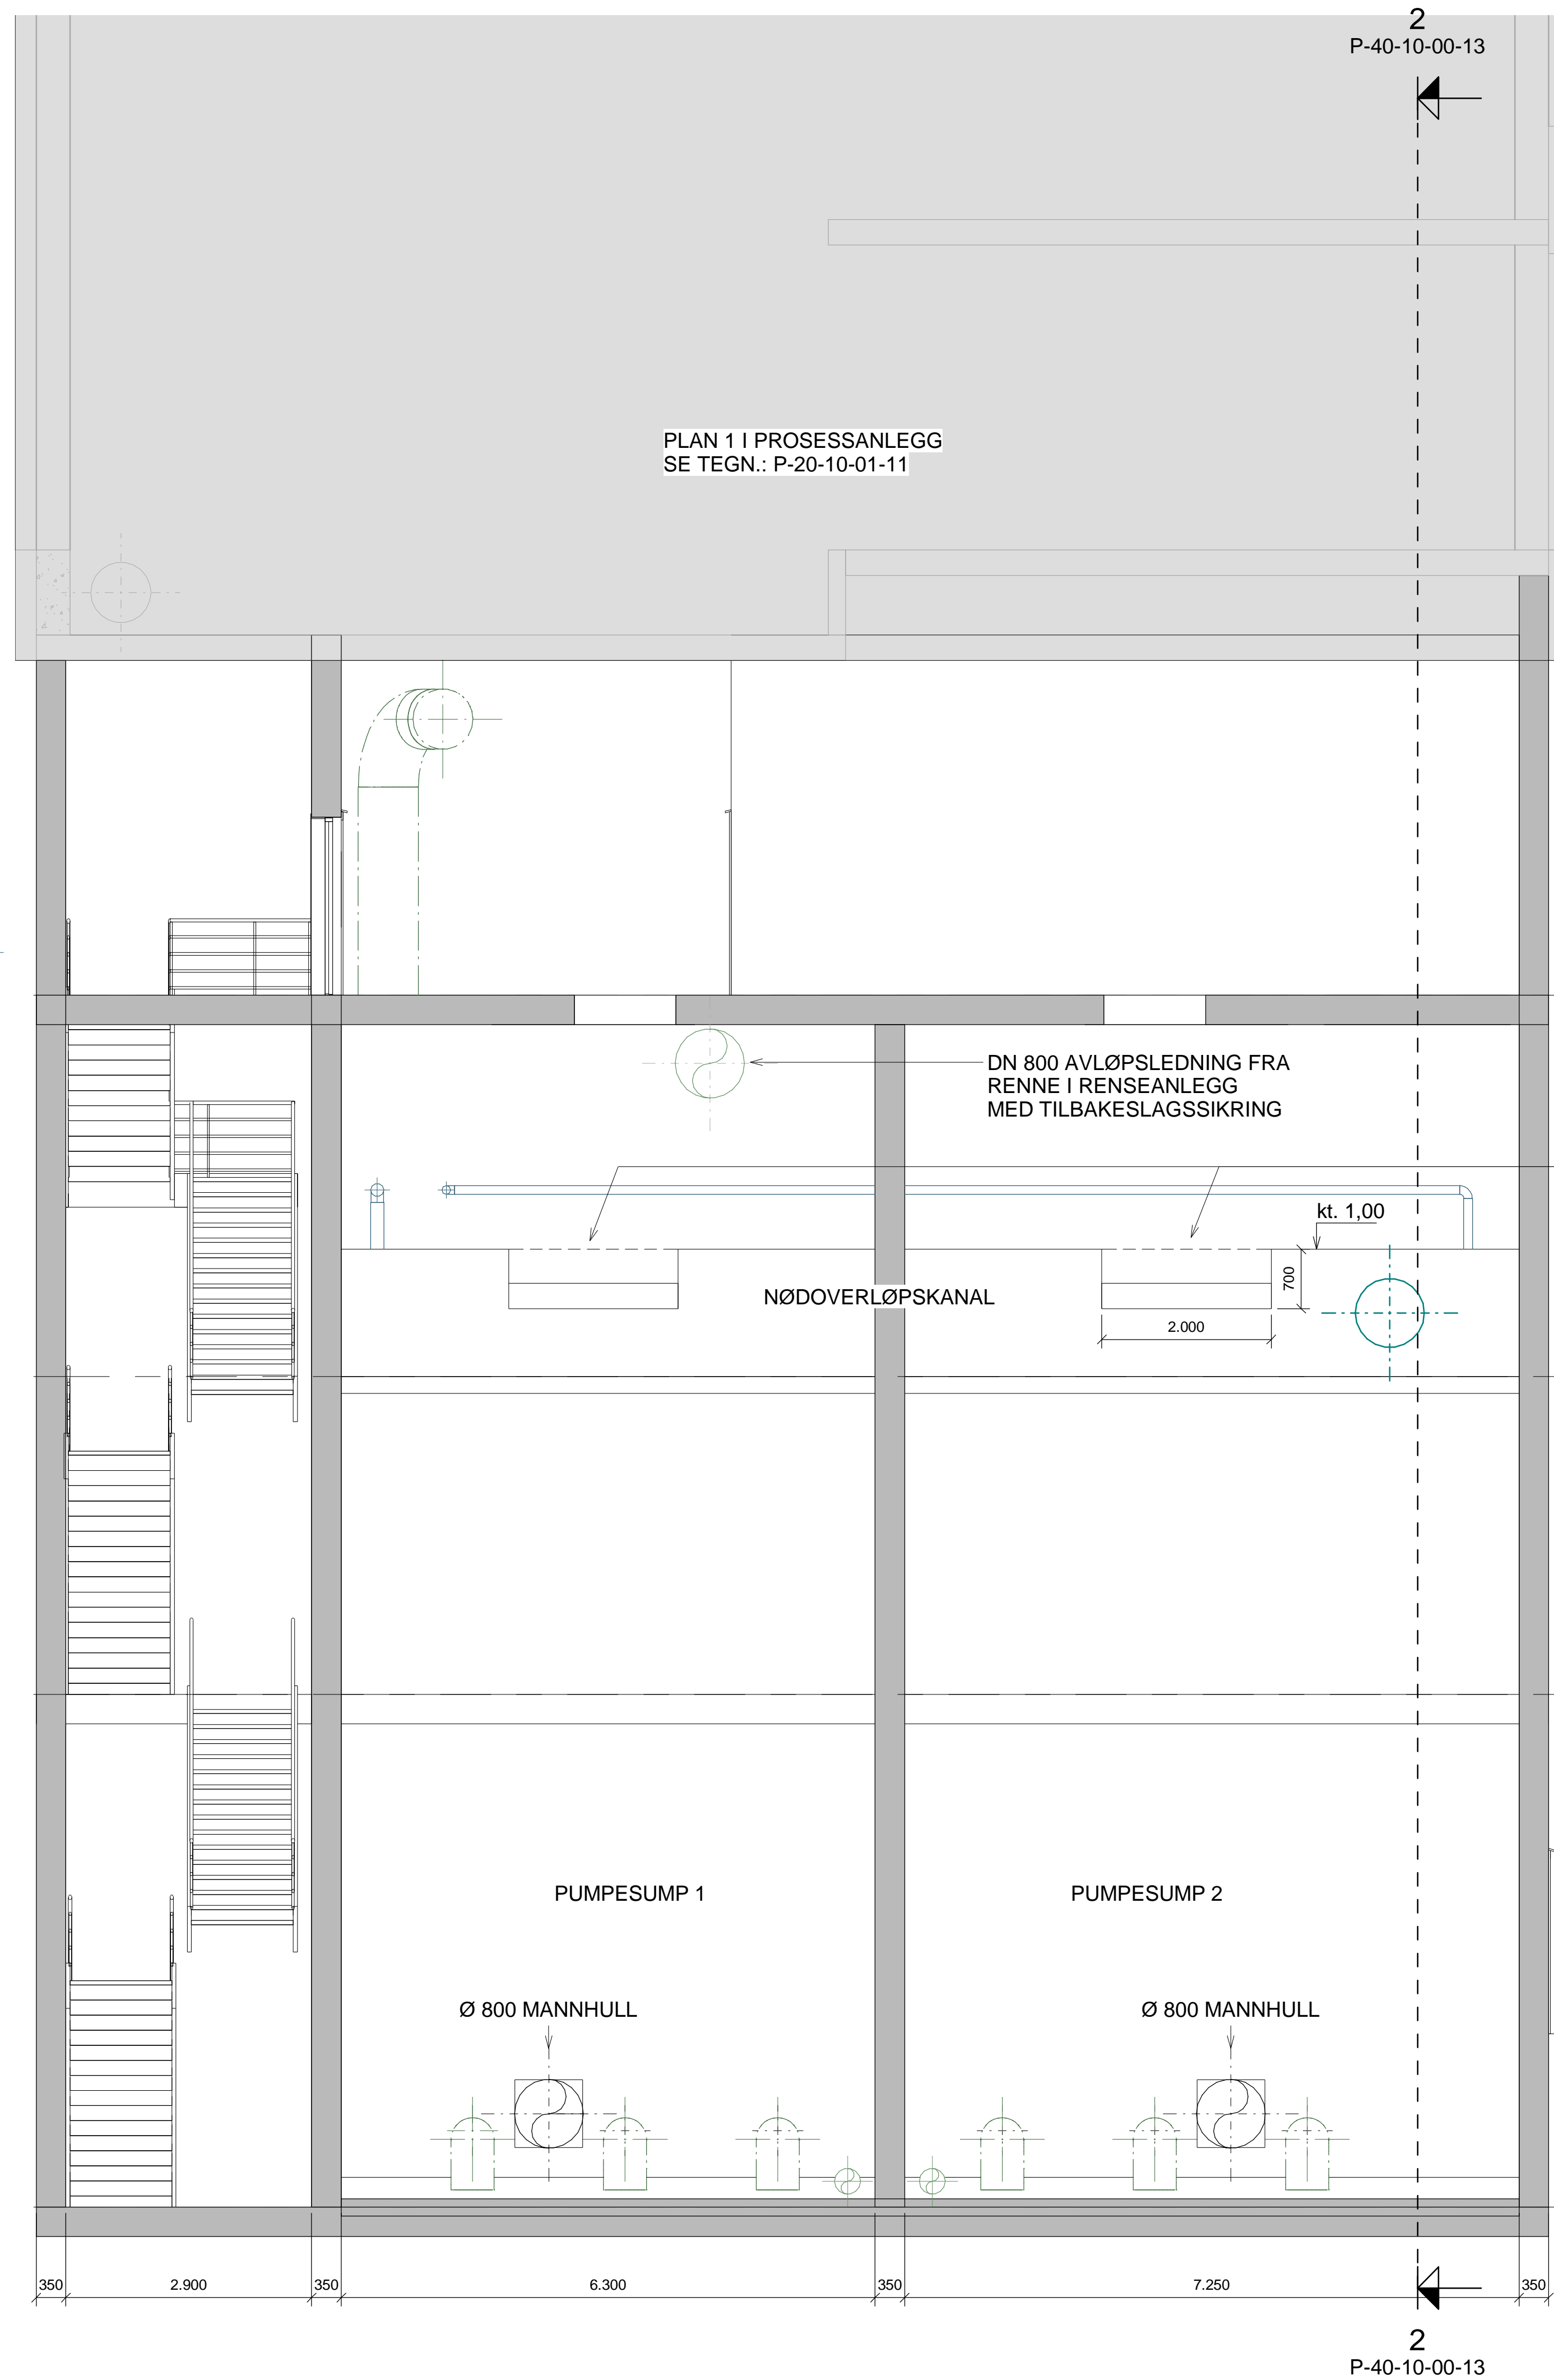 2
P-40-10-00-13
PLAN 1 I PROSESSANLEGG
SE TEGN.: P-20-10-01-11
DN 800 AVLØPSLEDNING FRA
RENNE I RENSEANLEGG
MED TILBAKESLAGSSIKRING
kt. 1,00
700
NØDOVERLØPSKANAL
2.000
PUMPESUMP 1
PUMPESUMP 2
Ø 800 MANNHULL
Ø 800 MANNHULL
350
2.900
350
6.300
350
7.250
350
2
P-40-10-00-13